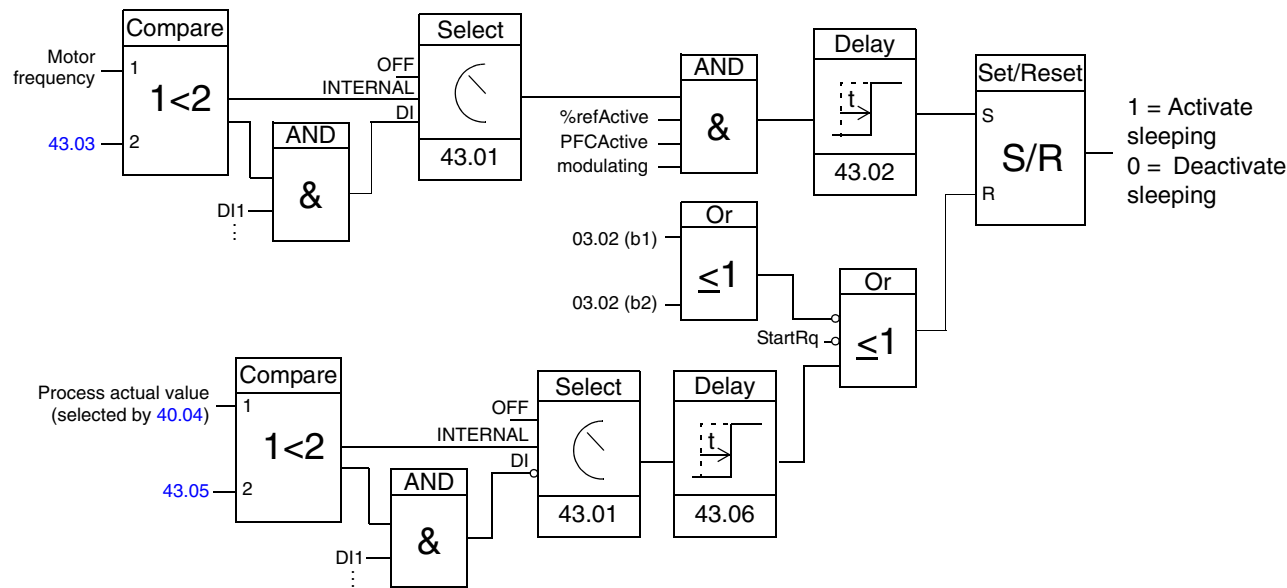 Compare
Motor
frequency
1
1<2
43.03
2
AND
&
DI1
⋮
Select
OFF
INTERNAL
DI
43.01
AND
%refActive
PFCActive
modulating
&
Delay
t
43.02
Set/Reset
S
S/R
R
1 = Activate
sleeping
0 = Deactivate
sleeping
Or
03.02 (b1)
≤1
03.02 (b2)
Or
StartRq
≤1
Compare
Process actual value
(selected by 40.04)
1
1<2
43.05
2
AND
&
DI1
⋮
Select
OFF
INTERNAL
DI
43.01
Delay
t
43.06